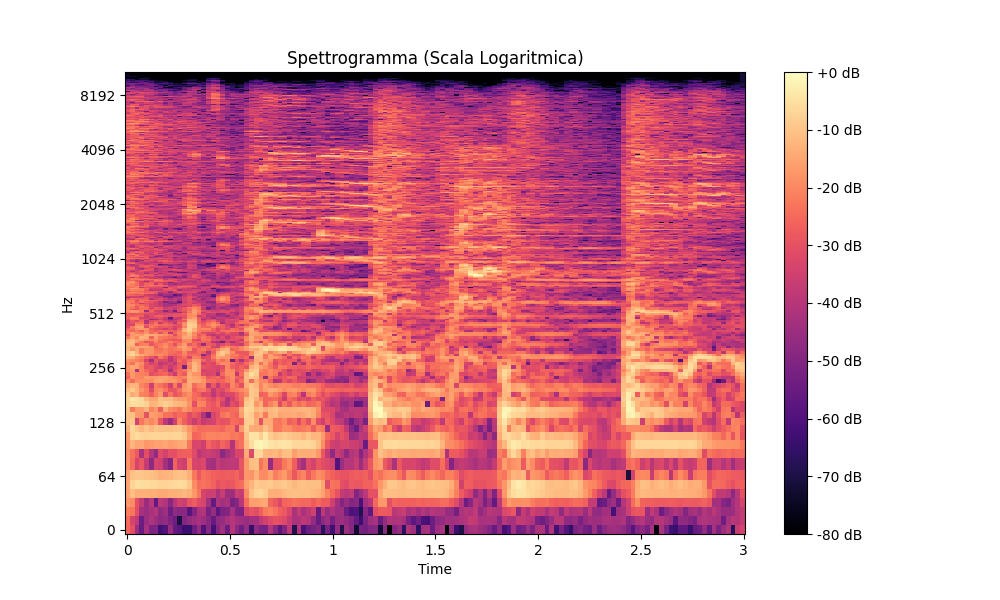 Spettrogramma (Scala Logaritmica)
Hz
8192
4096
2048
1024
512
256
128
64
0
0
0.5
1
1.5
2
2.5
3
Time
+0 dB
-10 dB
-20 dB
-30 dB
-40 dB
-50 dB
-60 dB
-70 dB
-80 dB